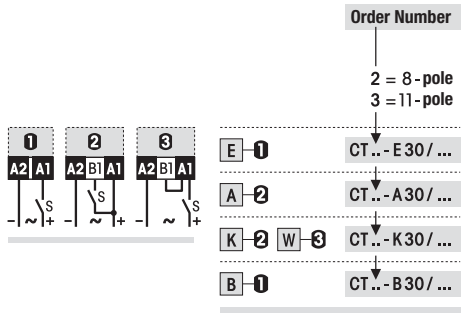 Order Number
2 = 8-pole
3 = 11-pole
1 2 3
A2 A1 A2 B1 A1 A2 B1 A1
S S S
– ~ + – ~ + – ~ +
E 1 CT..-E30/...
A 2 CT..-A30/...
K 2 W 3 CT..-K30/...
B 1 CT..-B30/...